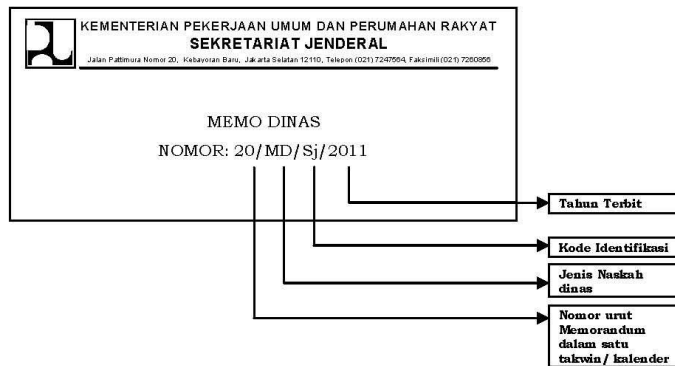 KEMENTERIAN PEKERJAAN UMUM DAN PERUMAHAN RAKYAT
SEKRETARIAT JENDERAL
Jalan Pattimura Nomor 20, Kebayoran Baru, Jakarta Selatan 12110, Telepon (021) 7247564, Faksimili (021) 7260856
MEMO DINAS
NOMOR: 20/MD/Sj/2011
Tahun Terbit
Kode Identifikasi
Jenis Naskah
dinas
Nomor urut
Memorandum
dalam satu
takwin/ kalender